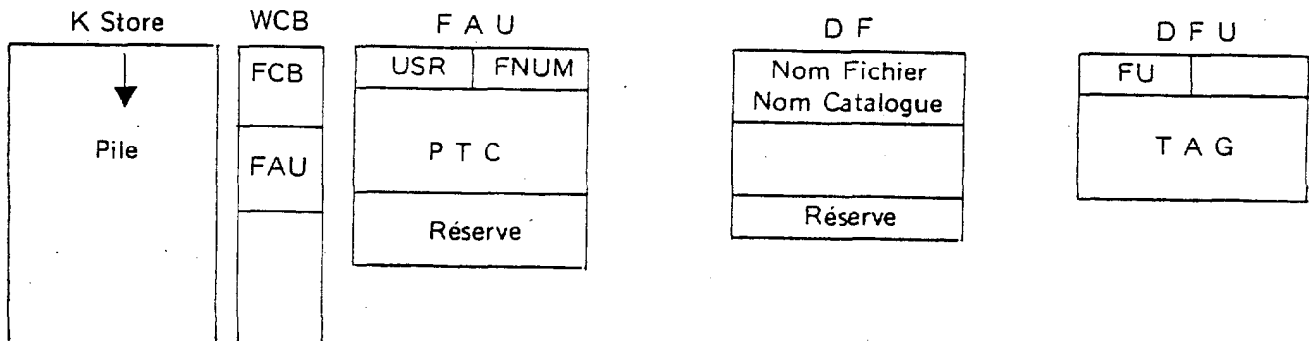 K Store
WCB
F A U
D F
D F U
FCB
USR
FNUM
Nom Fichier
Nom Catalogue
FU
Pile
FAU
P T C
T A G
Réserve
Réserve